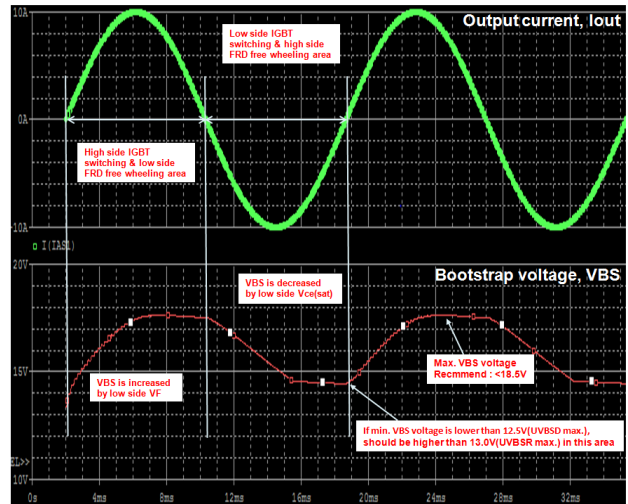 10A
Output current, Iout
Low side IGBT
switching & high side
FRD free wheeling area
0A
High side IGBT
switching & low side
FRD free wheeling area
-10A
I(IAS1)
20V
Bootstrap voltage, VBS
VBS is decreased
by low side Vce(sat)
Max. VBS voltage
Recmmend : <18.5V
15V
VBS is increased
by low side VF
If min. VBS voltage is lower than 12.5V(UVBSD max.),
should be higher than 13.0V(UVBSR max.) in this area
EL>>
10V
0s 4ms 8ms 12ms 16ms 20ms 24ms 28ms 32ms